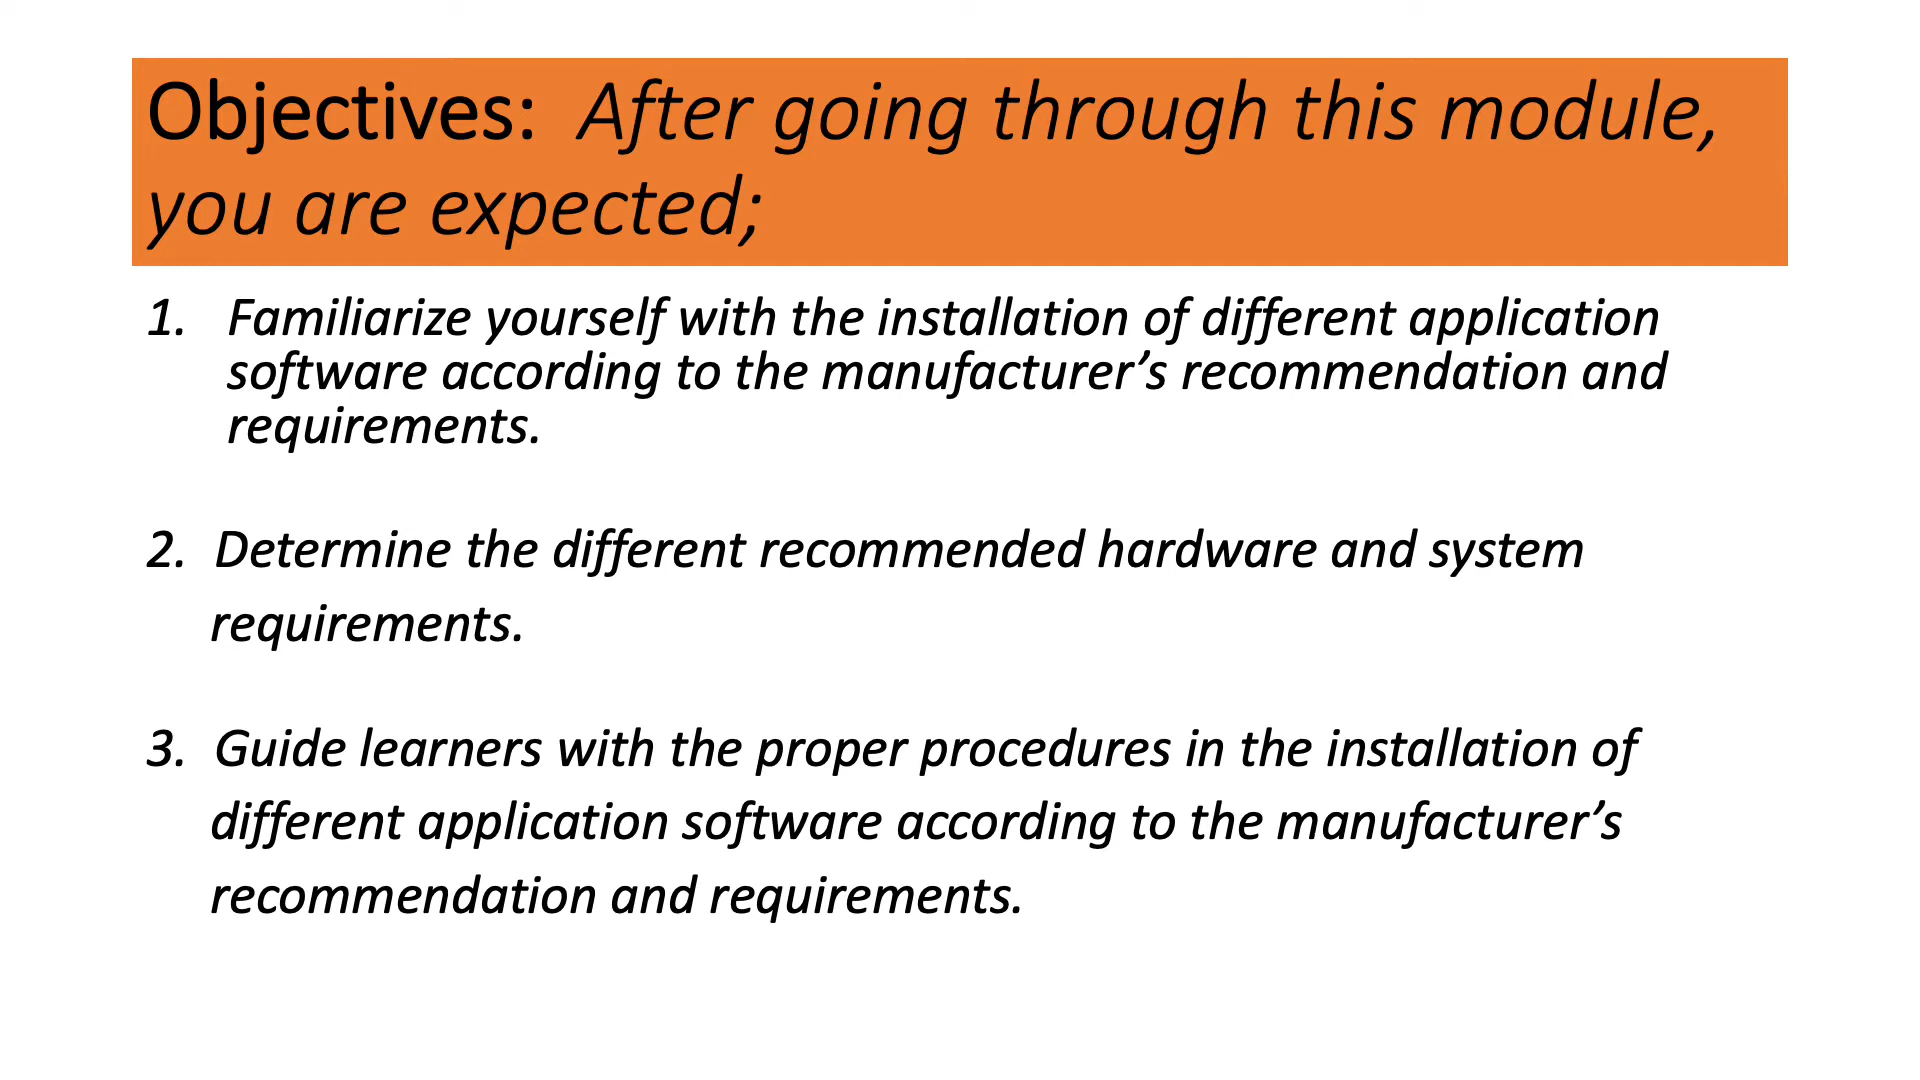 Objectives: After going through this module,
you are expected;
1. Familiarize yourself with the installation of different application
software according to the manufacturer’s recommendation and
requirements.
2. Determine the different recommended hardware and system
requirements.
3. Guide learners with the proper procedures in the installation of
different application software according to the manufacturer’s
recommendation and requirements.